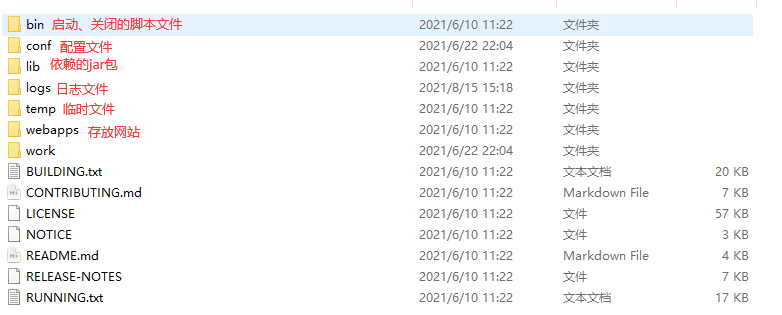 bin 启动、关闭的脚本文件 2021/6/10 11:22 文件夹
conf 配置文件 2021/6/22 22:04 文件夹
lib 依赖的jar包 2021/6/10 11:22 文件夹
logs 日志文件 2021/8/15 15:18 文件夹
temp 临时文件 2021/6/10 11:22 文件夹
webapps 存放网站 2021/6/10 11:22 文件夹
work 2021/6/22 22:04 文件夹
BUILDING.txt 2021/6/10 11:22 文本文档 20 KB
CONTRIBUTING.md 2021/6/10 11:22 Markdown File 7 KB
LICENSE 2021/6/10 11:22 文件 57 KB
NOTICE 2021/6/10 11:22 文件 3 KB
README.md 2021/6/10 11:22 Markdown File 4 KB
RELEASE-NOTES 2021/6/10 11:22 文件 7 KB
RUNNING.txt 2021/6/10 11:22 文本文档 17 KB